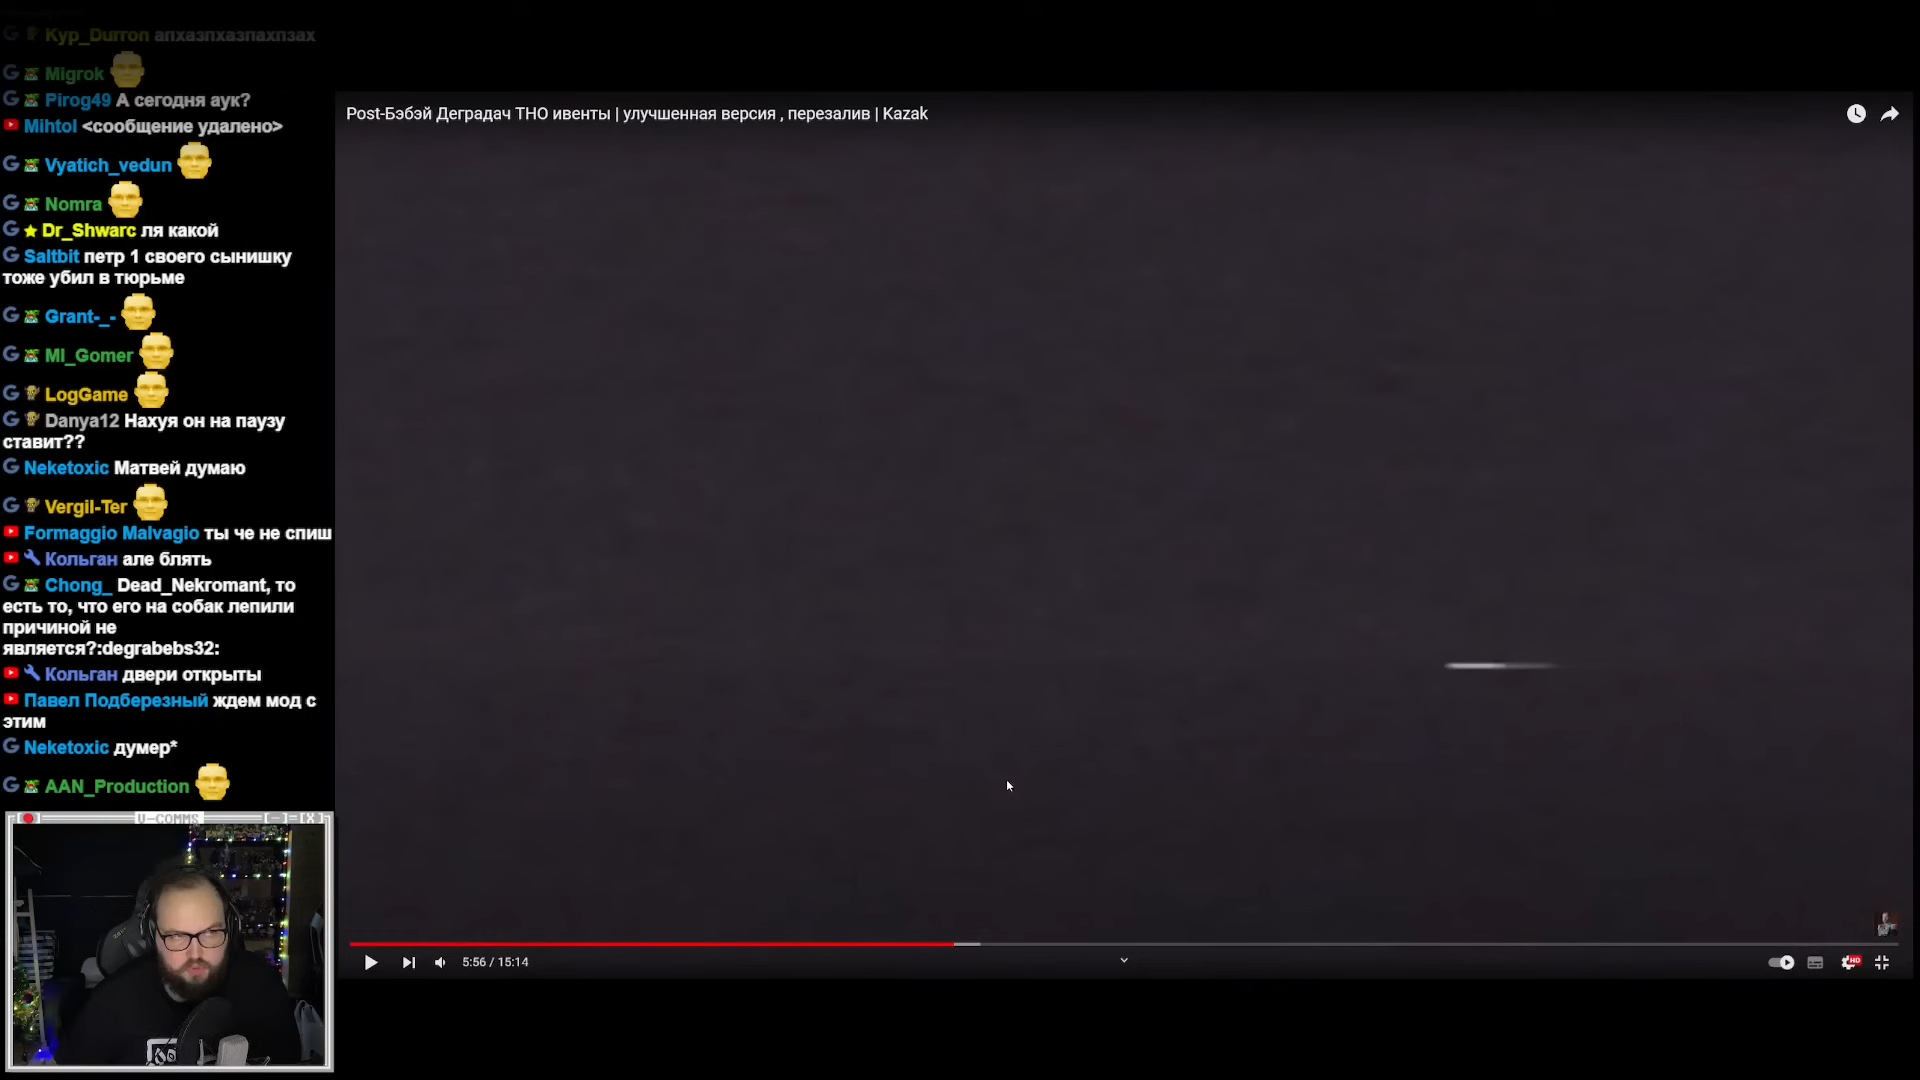 Kyp_Durron апхазпхазпахпзах
Migrok
Pirog49 А сегодня аук?
Mihtol <сообщение удалено>
Vyatich_vedun
Nomra
Dr_Shwarc ля какой
Saltbit петр 1 своего сынишку
тоже убил в тюрьме
Grant-_-
MI_Gomer
LogGame
Danya12 Нахуя он на паузу
ставит??
Neketoxic Матвей думаю
Vergil-Ter
Formaggio Malvagio ты че не спиш
Кольган але блять
Chong_ Dead_Nekromant, то
есть то, что его на собак лепили
причиной не
является?:degrabebs32:
Кольган двери открыты
Павел Подберезный ждем мод с
этим
Neketoxic думер*
AAN_Production
V-COMMS
Post-Бэбэй Деградач ТНО ивенты | улучшенная версия , перезалив | Kazak
5:56 / 15:14
HD